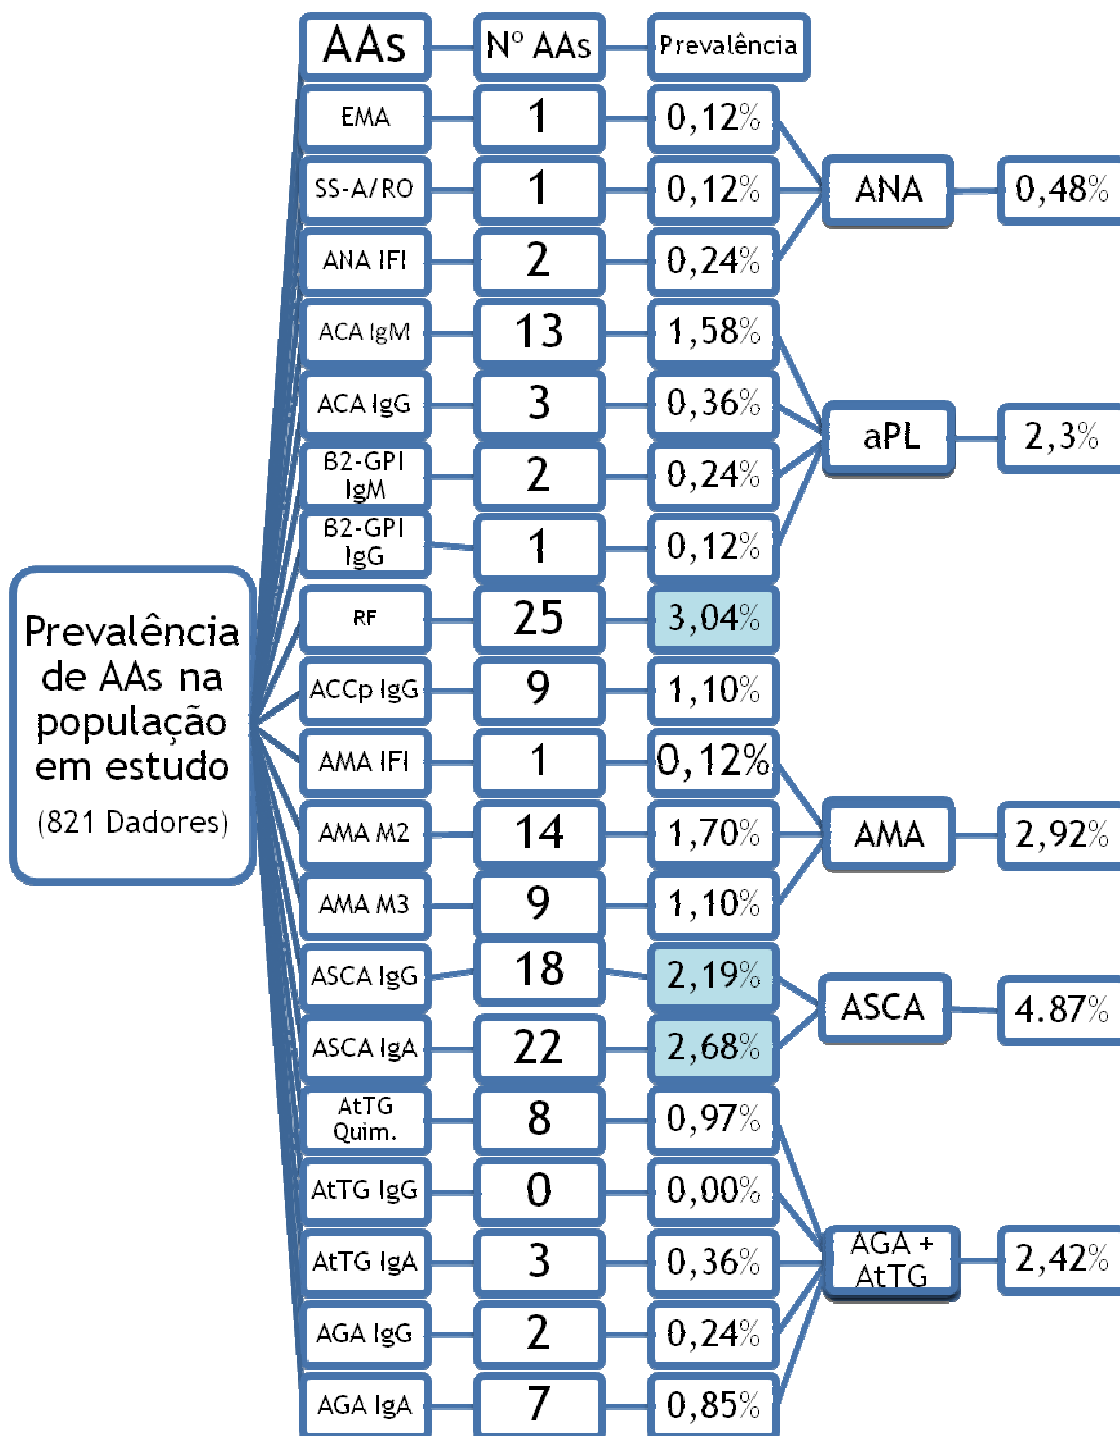 AAs Nº AAs Prevalência
EMA 1 0,12%
SS-A/RO 1 0,12%
ANA IFI 2 0,24%
ANA 0,48%
ACA IgM 13 1,58%
ACA IgG 3 0,36%
B2-GPI
IgM
2 0,24%
B2-GPI
IgG
1 0,12%
aPL 2,3%
RF 25 3,04%
ACCp IgG 9 1,10%
Prevalência
de AAs na
população
em estudo
(821 Dadores)
AMA IFI 1 0,12%
AMA M2 14 1,70%
AMA M3 9 1,10%
AMA 2,92%
ASCA IgG 18 2,19%
ASCA IgA 22 2,68%
ASCA 4.87%
AtTG
Quim.
8 0,97%
AtTG IgG 0 0,00%
AtTG IgA 3 0,36%
AGA IgG 2 0,24%
AGA IgA 7 0,85%
AGA +
AtTG
2,42%